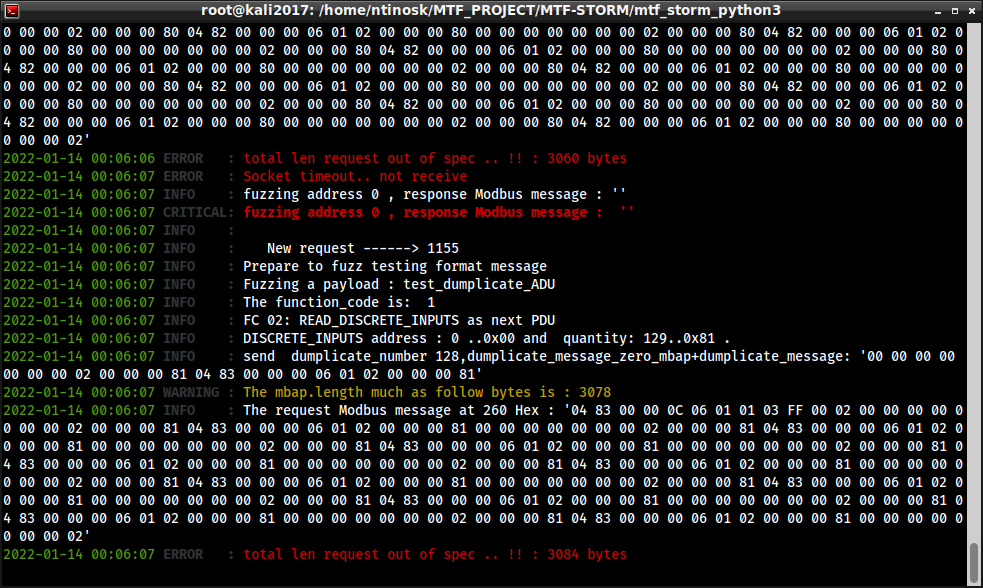 0 00 00 02 00 00 00 80 04 82 00 00 00 06 01 02 00 00 00 80 00 00 00 00 00 00 00 02 00 00 00 80 04 82 00 00 00 06 01 02 0
0 00 00 80 00 00 00 00 00 00 00 02 00 00 00 80 04 82 00 00 00 06 01 02 00 00 00 80 00 00 00 00 00 00 00 02 00 00 00 80 0
4 82 00 00 00 06 01 02 00 00 00 80 00 00 00 00 00 00 00 02 00 00 00 80 04 82 00 00 00 06 01 02 00 00 00 80 00 00 00 00 0
0 00 00 02 00 00 00 80 04 82 00 00 00 06 01 02 00 00 00 80 00 00 00 00 00 00 00 02 00 00 00 80 04 82 00 00 00 06 01 02 0
0 00 00 80 00 00 00 00 00 00 00 02 00 00 00 80 04 82 00 00 00 06 01 02 00 00 00 80 00 00 00 00 00 00 00 02 00 00 00 80 0
4 82 00 00 00 06 01 02 00 00 00 80 00 00 00 00 00 00 00 02 00 00 00 80 04 82 00 00 00 06 01 02 00 00 00 80 00 00 00 00 0
0 00 00 02'
2022-01-14 00:06:06 ERROR   : total len request out of spec .. !! : 3060 bytes
2022-01-14 00:06:07 ERROR   : Socket timeout.. not receive
2022-01-14 00:06:07 INFO    : fuzzing address 0 , response Modbus message : ''
2022-01-14 00:06:07 CRITICAL: fuzzing address 0 , response Modbus message :  ''
2022-01-14 00:06:07 INFO    :
2022-01-14 00:06:07 INFO    :    New request ------> 1155
2022-01-14 00:06:07 INFO    : Prepare to fuzz testing format message
2022-01-14 00:06:07 INFO    : Fuzzing a payload : test_dumplicate_ADU
2022-01-14 00:06:07 INFO    : The function_code is:  1
2022-01-14 00:06:07 INFO    : FC 02: READ_DISCRETE_INPUTS as next PDU
2022-01-14 00:06:07 INFO    : DISCRETE_INPUTS address : 0 ..0x00 and  quantity: 129..0x81 .
2022-01-14 00:06:07 INFO    : send  dumplicate_number 128,dumplicate_message_zero_mbap+dumplicate_message: '00 00 00 00
00 00 00 02 00 00 00 81 04 83 00 00 00 06 01 02 00 00 00 81'
2022-01-14 00:06:07 WARNING : The mbap.length much as follow bytes is : 3078
2022-01-14 00:06:07 INFO    : The request Modbus message at 260 Hex : '04 83 00 00 0C 06 01 01 03 FF 00 02 00 00 00 00 0
0 00 00 02 00 00 00 81 04 83 00 00 00 06 01 02 00 00 00 81 00 00 00 00 00 00 00 02 00 00 00 81 04 83 00 00 00 06 01 02 0
0 00 00 81 00 00 00 00 00 00 00 02 00 00 00 81 04 83 00 00 00 06 01 02 00 00 00 81 00 00 00 00 00 00 00 02 00 00 00 81 0
4 83 00 00 00 06 01 02 00 00 00 81 00 00 00 00 00 00 00 02 00 00 00 81 04 83 00 00 00 06 01 02 00 00 00 81 00 00 00 00 0
0 00 00 02 00 00 00 81 04 83 00 00 00 06 01 02 00 00 00 81 00 00 00 00 00 00 00 02 00 00 00 81 04 83 00 00 00 06 01 02 0
0 00 00 81 00 00 00 00 00 00 00 02 00 00 00 81 04 83 00 00 00 06 01 02 00 00 00 81 00 00 00 00 00 00 00 02 00 00 00 81 0
4 83 00 00 00 06 01 02 00 00 00 81 00 00 00 00 00 00 00 02 00 00 00 81 04 83 00 00 00 06 01 02 00 00 00 81 00 00 00 00 0
0 00 00 02'
2022-01-14 00:06:07 ERROR   : total len request out of spec .. !! : 3084 bytes
root@kali2017: /home/ntinosk/MTF_PROJECT/MTF-STORM/mtf_storm_python3